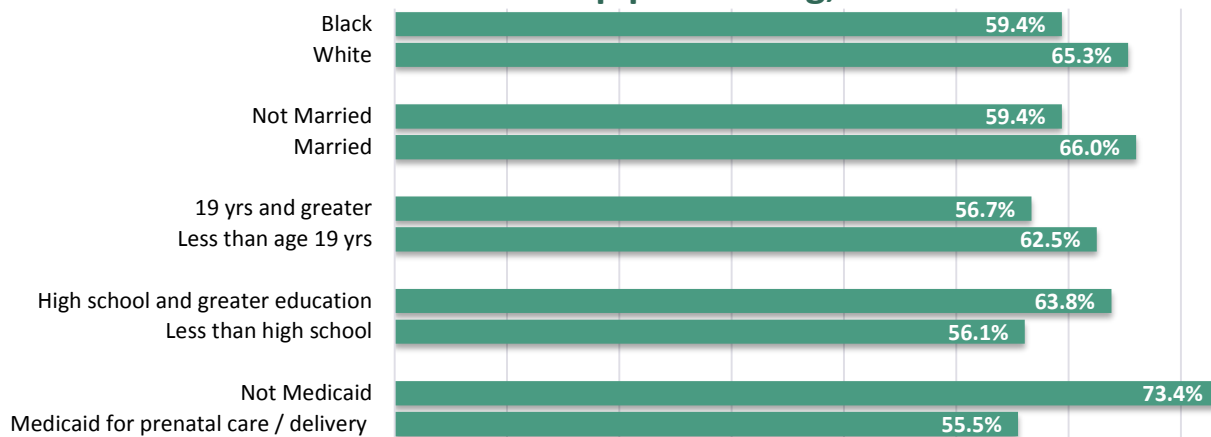 Black 59.4%
White 65.3%
Not Married 59.4%
Married 66.0%
19 yrs and greater 56.7%
Less than age 19 yrs 62.5%
High school and greater education 63.8%
Less than high school 56.1%
Not Medicaid 73.4%
Medicaid for prenatal care / delivery 55.5%